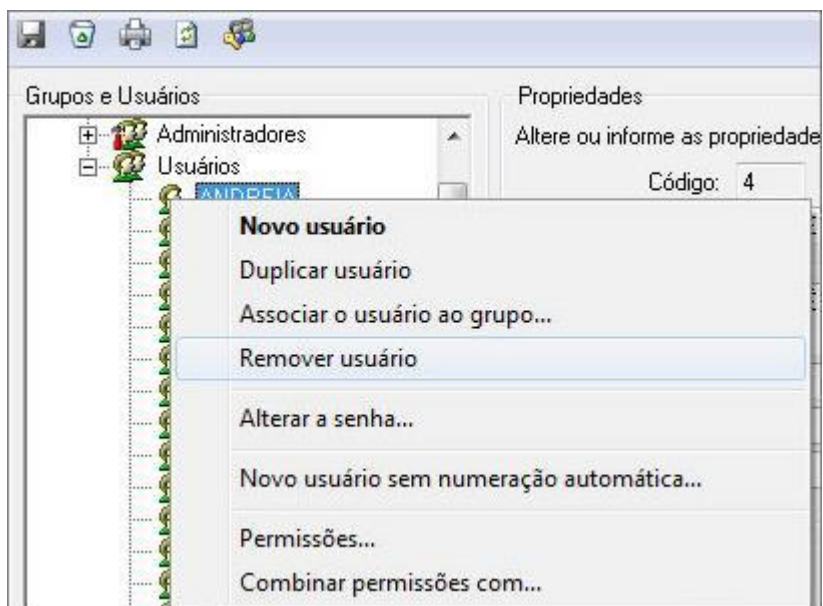 Grupos e Usuários
Propriedades
Administradores
Altere ou informe as propriedade
Usuários
Código: 4
ANDREIA
Novo usuário
Duplicar usuário
Associar o usuário ao grupo...
Remover usuário
Alterar a senha...
Novo usuário sem numeração automática...
Permissões...
Combinar permissões com...